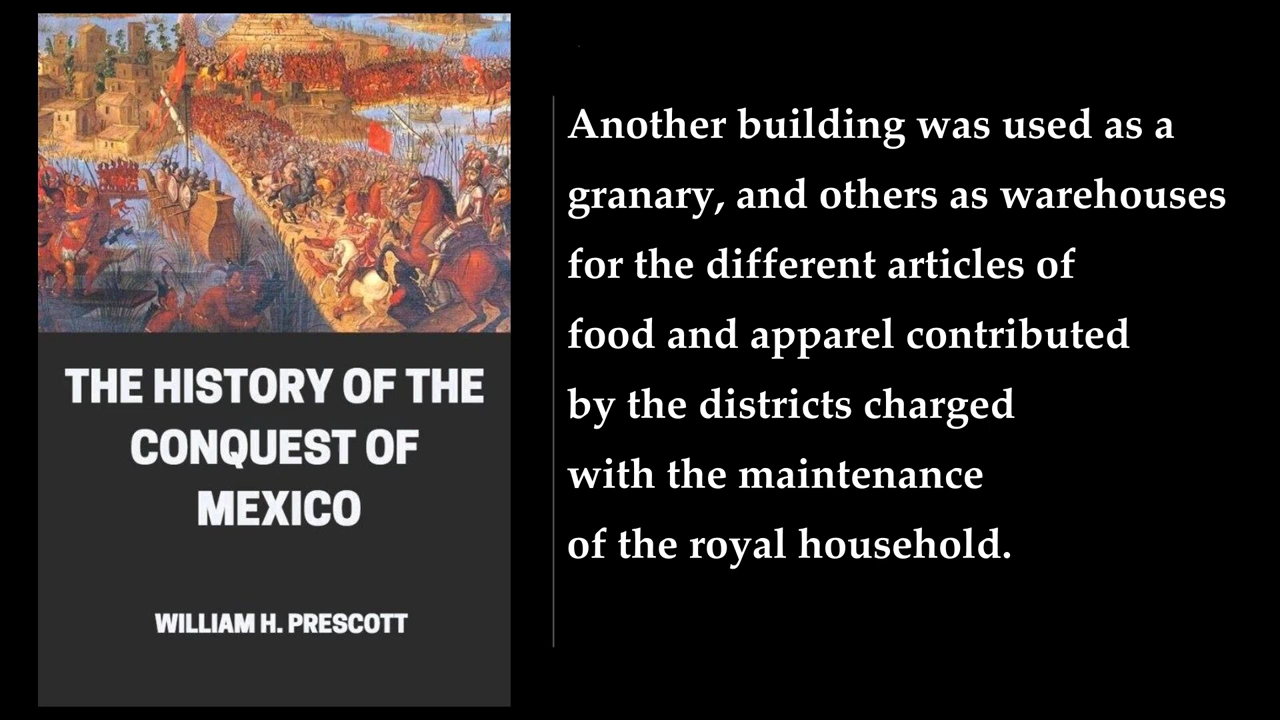 THE HISTORY OF THE
CONQUEST OF
MEXICO
WILLIAM H. PRESCOTT
Another building was used as a
granary, and others as warehouses
for the different articles of
food and apparel contributed
by the districts charged
with the maintenance
of the royal household.